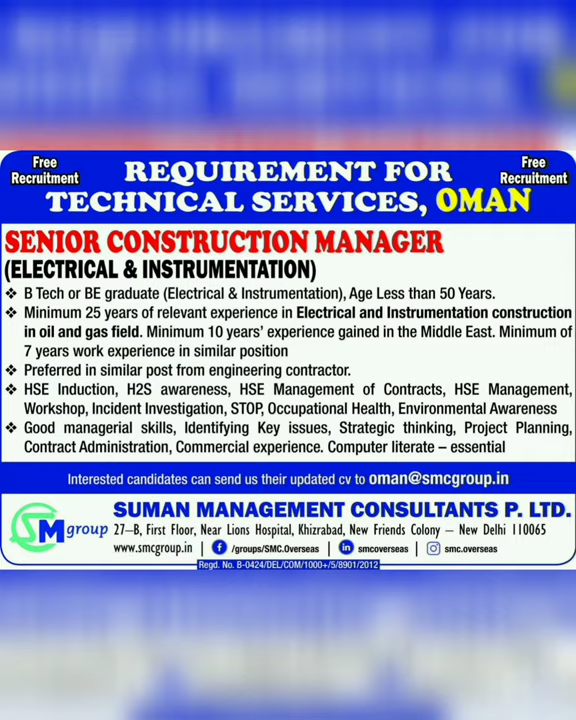 Free
Recruitment
REQUIREMENT FOR
TECHNICAL SERVICES, OMAN
Free
Recruitment
SENIOR CONSTRUCTION MANAGER
(ELECTRICAL & INSTRUMENTATION)
❖ B Tech or BE graduate (Electrical & Instrumentation), Age Less than 50 Years.
❖ Minimum 25 years of relevant experience in Electrical and Instrumentation construction
in oil and gas field. Minimum 10 years' experience gained in the Middle East. Minimum of
7 years work experience in similar position
❖ Preferred in similar post from engineering contractor.
❖ HSE Induction, H2S awareness, HSE Management of Contracts, HSE Management,
Workshop, Incident Investigation, STOP, Occupational Health, Environmental Awareness
❖ Good managerial skills, Identifying Key issues, Strategic thinking, Project Planning,
Contract Administration, Commercial experience. Computer literate – essential
Interested candidates can send us their updated cv to oman@smcgroup.in
SM group
SUMAN MANAGEMENT CONSULTANTS P. LTD.
27–B, First Floor, Near Lions Hospital, Khizrabad, New Friends Colony – New Delhi 110065
www.smcgroup.in | f /groups/SMC.Overseas | in smcoverseas | smc.overseas
Regd. No. B-0424/DEL/COM/1000+/5/8901/2012